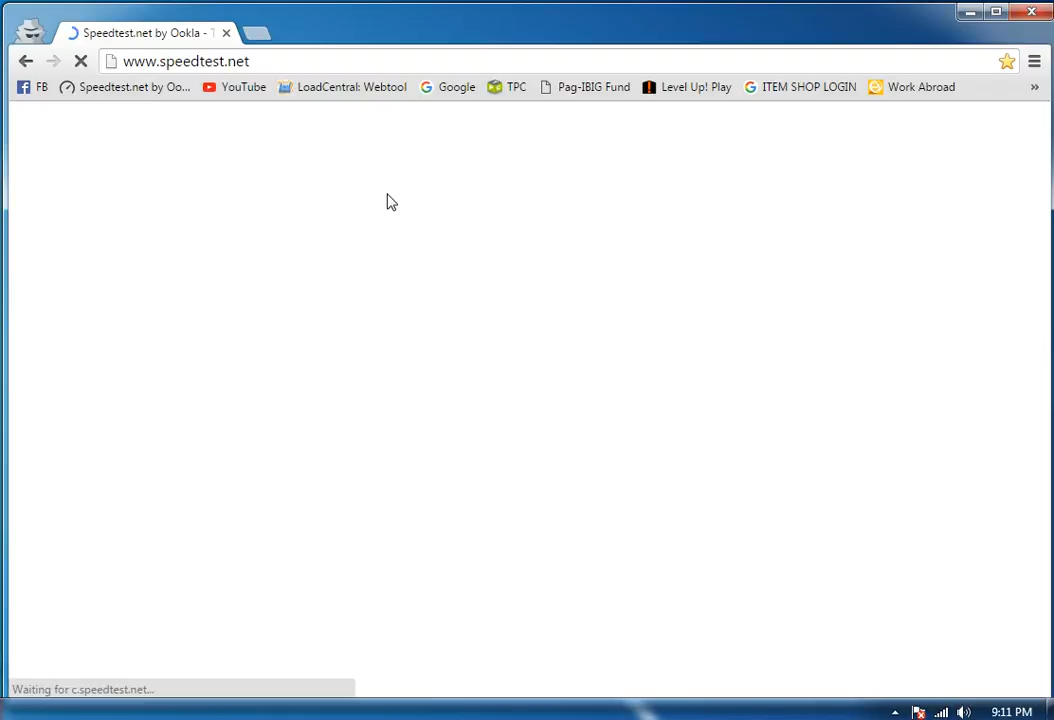 Speedtest.net by Ookla - T
www.speedtest.net
FB Speedtest.net by Oo... YouTube LoadCentral: Webtool Google TPC Pag-IBIG Fund Level Up! Play ITEM SHOP LOGIN Work Abroad »
Waiting for c.speedtest.net...
9:11 PM